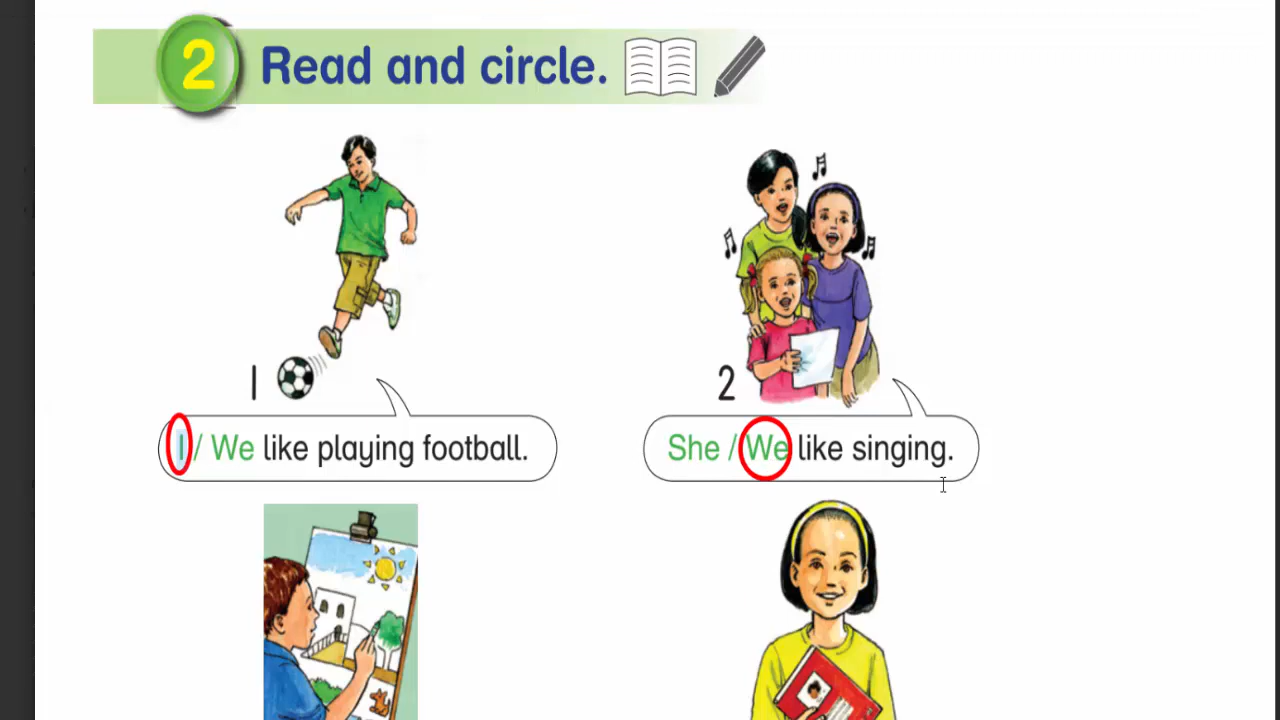 2 Read and circle.
1
I / We like playing football.
2
She / We like singing.